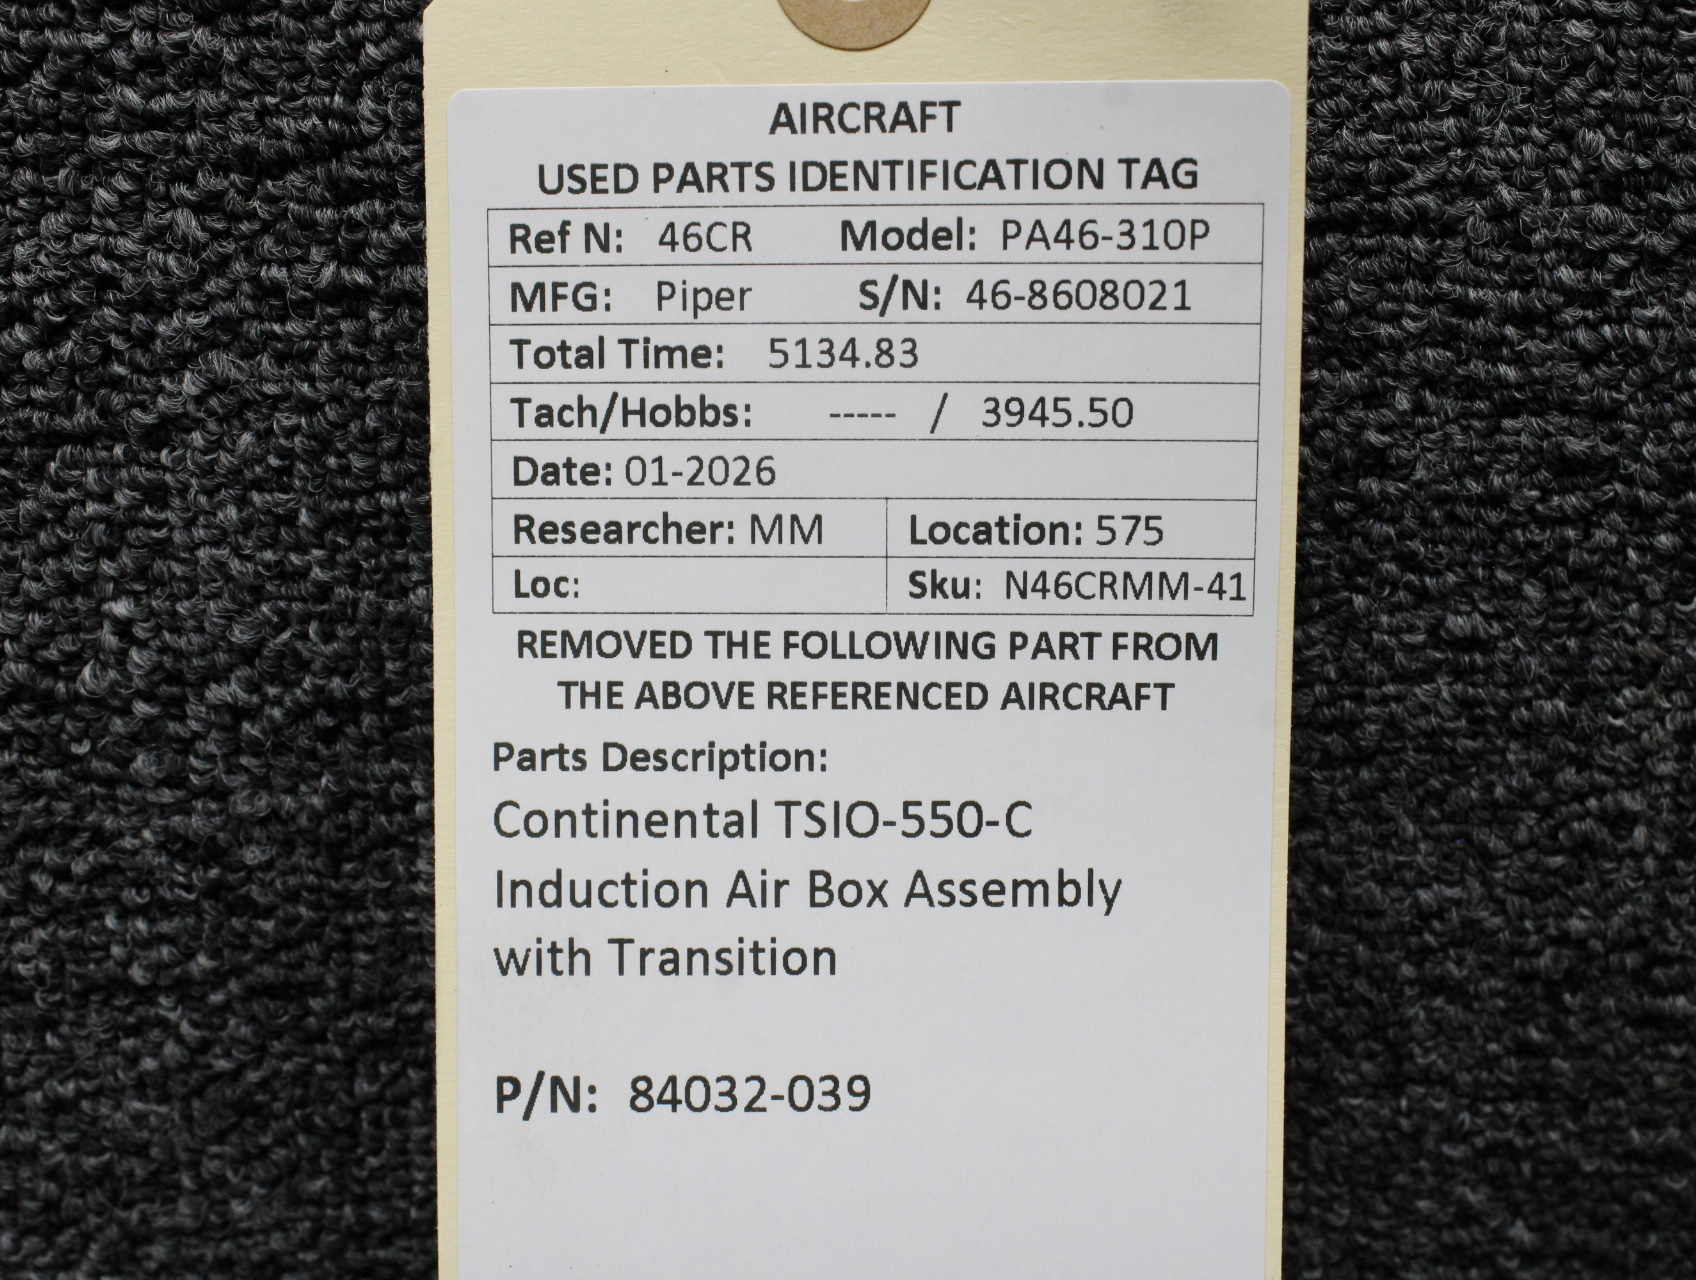 AIRCRAFT
USED PARTS IDENTIFICATION TAG
Ref N: 46CR Model: PA46-310P
MFG: Piper S/N: 46-8608021
Total Time: 5134.83
Tach/Hobbs: ----- / 3945.50
Date: 01-2026
Researcher: MM Location: 575
Loc: Sku: N46CRMM-41
REMOVED THE FOLLOWING PART FROM
THE ABOVE REFERENCED AIRCRAFT
Parts Description:
Continental TSIO-550-C
Induction Air Box Assembly
with Transition
P/N: 84032-039